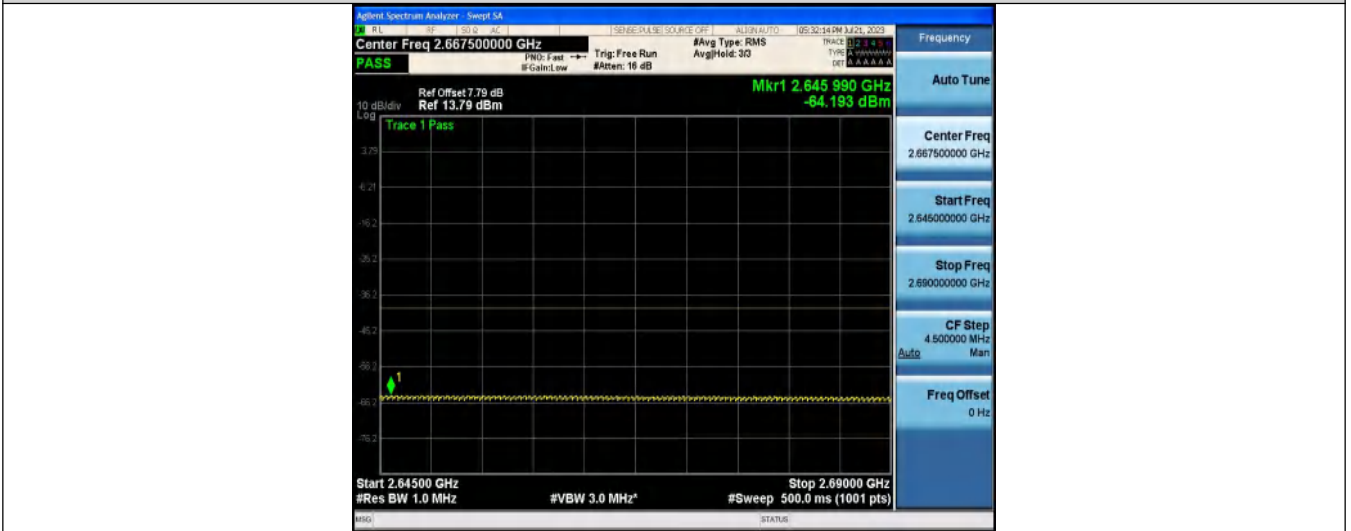 Agilent Spectrum Analyzer - Swept SA
RL RF 50 Ω AC SENSE:PULSE SOURCE OFF ALIGN AUTO 05:32:14 PM Jul 21, 2023
Center Freq 2.667500000 GHz
PASS
PNO: Fast
IFGain:Low
Trig: Free Run
#Atten: 16 dB
#Avg Type: RMS
Avg|Hold: 3/3
TRACE 1 2 3 4 5 6
TYPE A
DET A A A A A A
Mkr1 2.645 990 GHz
-64.193 dBm
Ref Offset 7.79 dB
10 dB/div Ref 13.79 dBm
Log
Trace 1 Pass
3.79
-6.21
-16.2
-26.2
-36.2
-46.2
-56.2
1
-66.2
-76.2
Start 2.64500 GHz Stop 2.69000 GHz
#Res BW 1.0 MHz #VBW 3.0 MHz* #Sweep 500.0 ms (1001 pts)
MSG STATUS
Frequency
Auto Tune
Center Freq
2.667500000 GHz
Start Freq
2.645000000 GHz
Stop Freq
2.690000000 GHz
CF Step
4.500000 MHz
Auto Man
Freq Offset
0 Hz